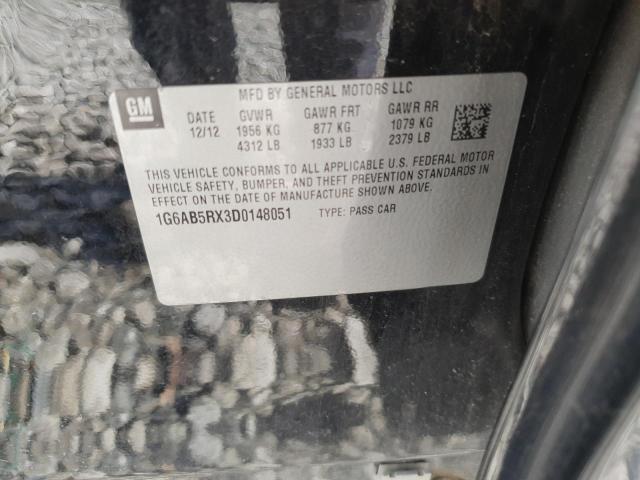 MFD BY GENERAL MOTORS LLC
GM
DATE GVWR GAWR FRT GAWR RR
12/12 1956 KG 877 KG 1079 KG
4312 LB 1933 LB 2379 LB
THIS VEHICLE CONFORMS TO ALL APPLICABLE U.S. FEDERAL MOTOR
VEHICLE SAFETY, BUMPER, AND THEFT PREVENTION STANDARDS IN
EFFECT ON THE DATE OF MANUFACTURE SHOWN ABOVE.
1G6AB5RX3D0148051 TYPE: PASS CAR